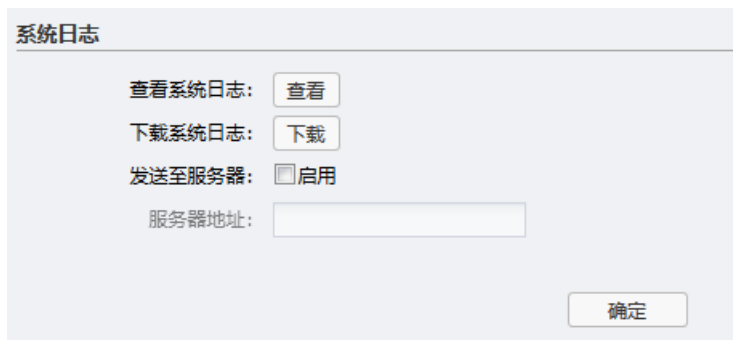 系统日志
查看系统日志： 查看
下载系统日志： 下载
发送至服务器： 启用
服务器地址：
确定